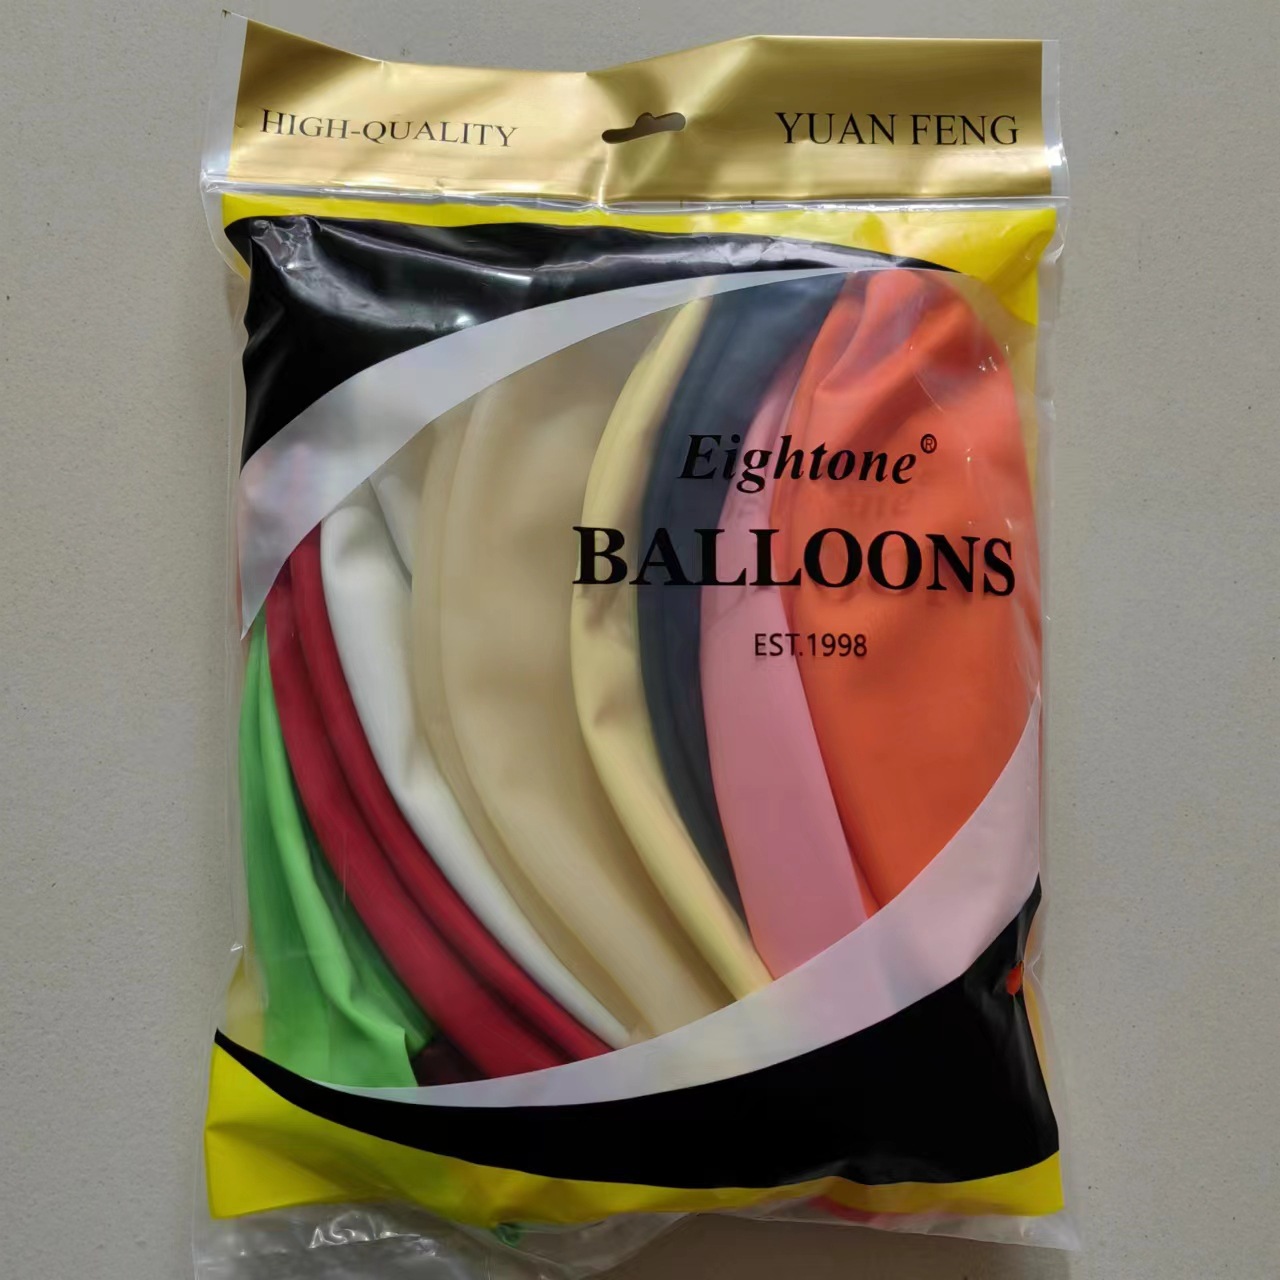 HIGH-QUALITY
YUAN FENG
Eightone®
BALLOONS
EST.1998